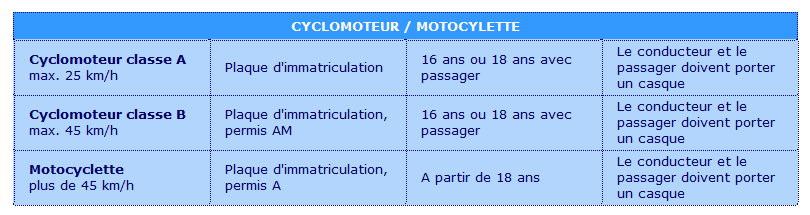 CYCLOMOTEUR / MOTOCYLETTE
Cyclomoteur classe A
max. 25 km/h
Plaque d'immatriculation
16 ans ou 18 ans avec
passager
Le conducteur et le
passager doivent porter
un casque
Cyclomoteur classe B
max. 45 km/h
Plaque d'immatriculation,
permis AM
16 ans ou 18 ans avec
passager
Le conducteur et le
passager doivent porter
un casque
Motocyclette
plus de 45 km/h
Plaque d'immatriculation,
permis A
A partir de 18 ans
Le conducteur et le
passager doivent porter
un casque